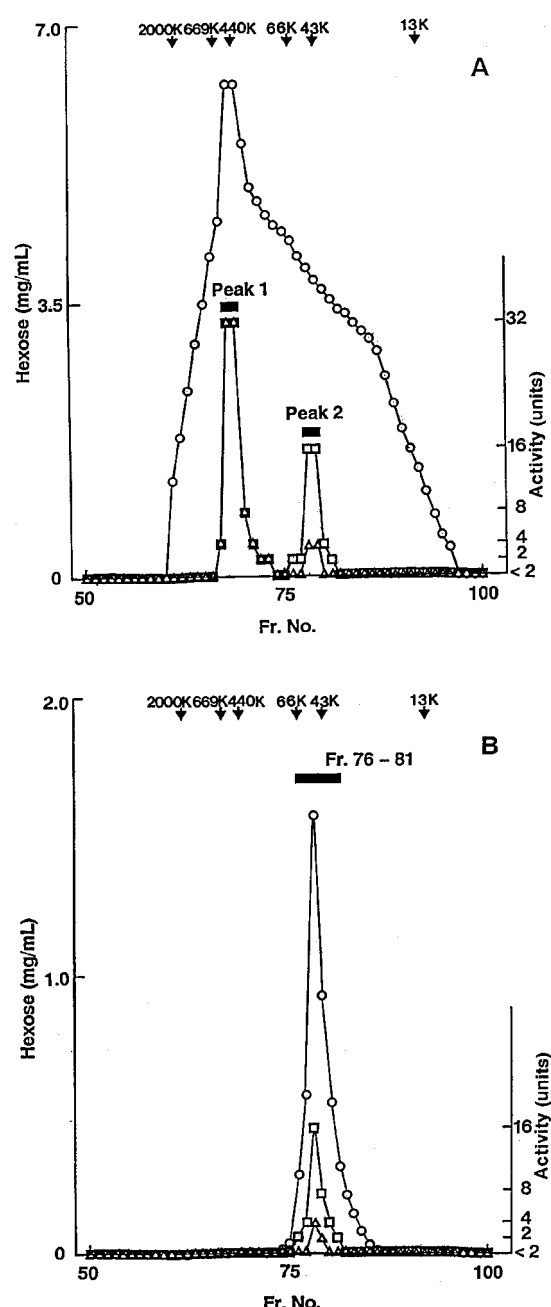 7.0
2000K 669K 440K 66K 43K 13K
A
Hexose (mg/mL)
3.5
Peak 1
Peak 2
32
16
8
4
2
<2
Activity (units)
0
50 75 100
Fr. No.
2.0
2000K 669K 440K 66K 43K 13K
B
Fr. 76 – 81
Hexose (mg/mL)
1.0
16
8
4
2
<2
Activity (units)
0
50 75 100
Fr. No.